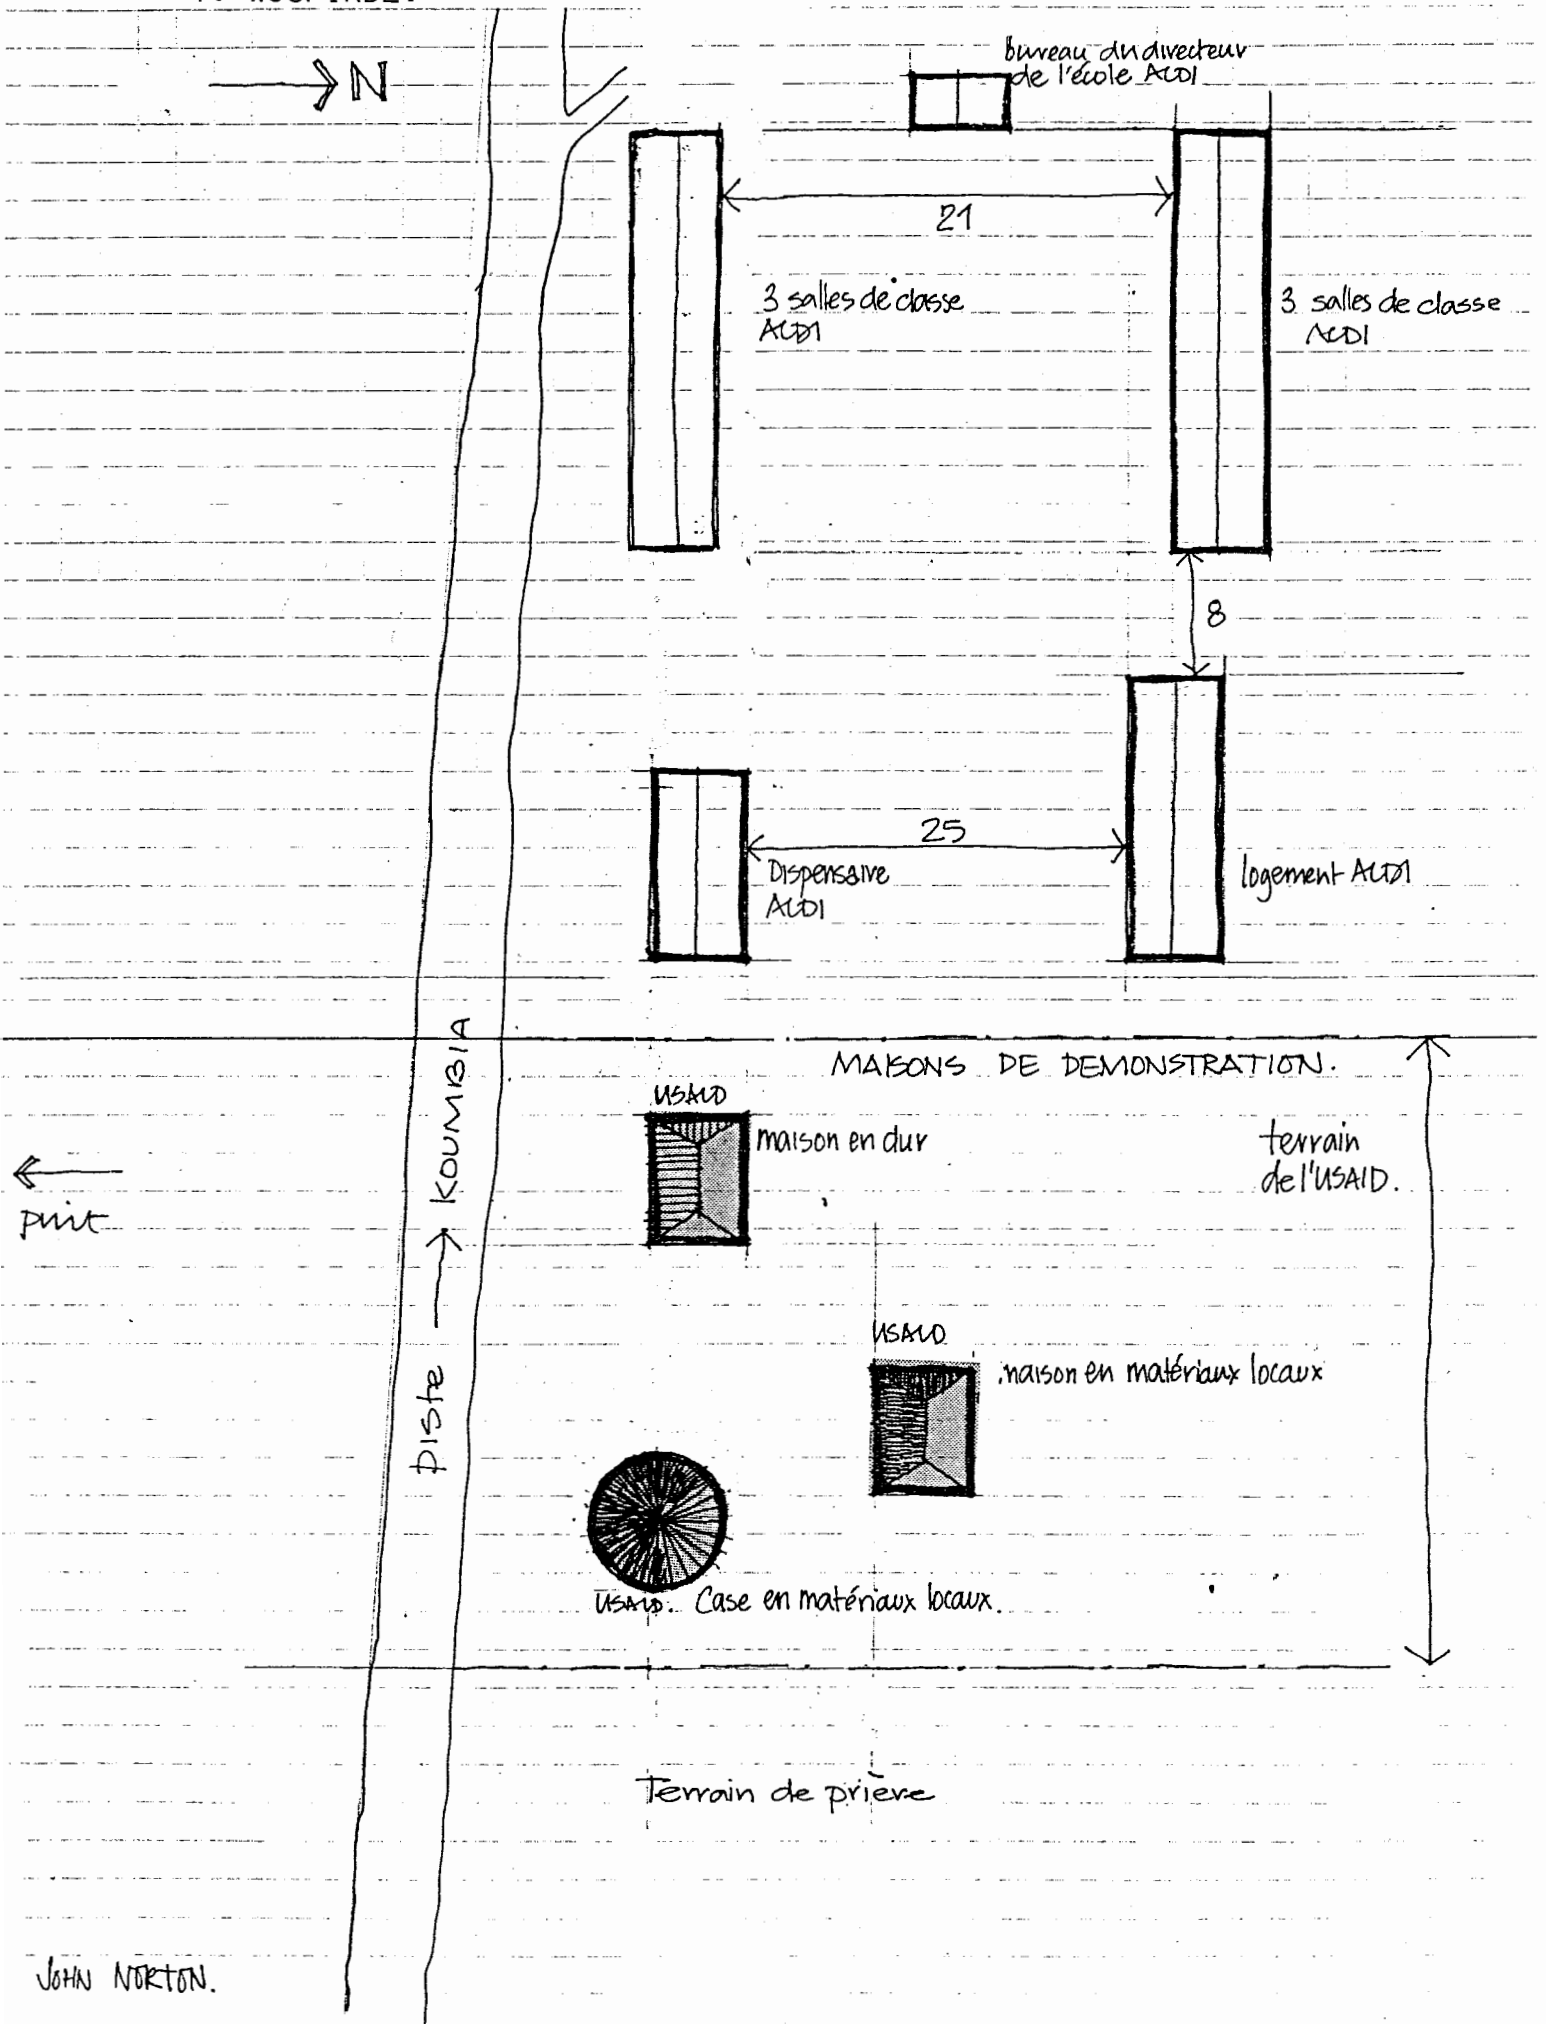 N
bureau du directeur
de l'école ACDI
21
3 salles de classe
ACDI
3 salles de classe
ACDI
8
25
Dispensaire
ACDI
logement ACDI
MAISONS DE DEMONSTRATION.
USAID
maison en dur
terrain
de l'USAID.
puit
piste → KOUMBIA
USAID
maison en matériaux locaux
USAID. Case en matériaux locaux.
Terrain de prière
JOHN NORTON.